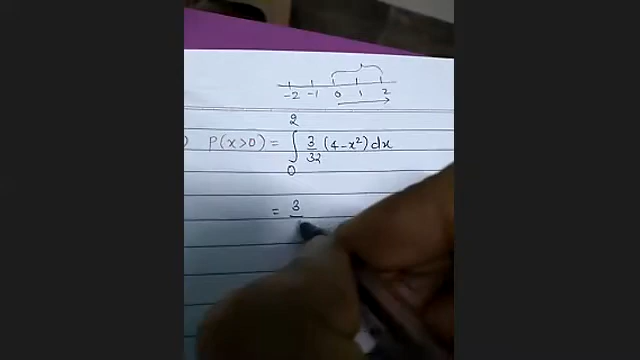 -2 -1 0 1 2
) P(x>0) = ∫₀² 3/32 (4-x²) dx
= 3